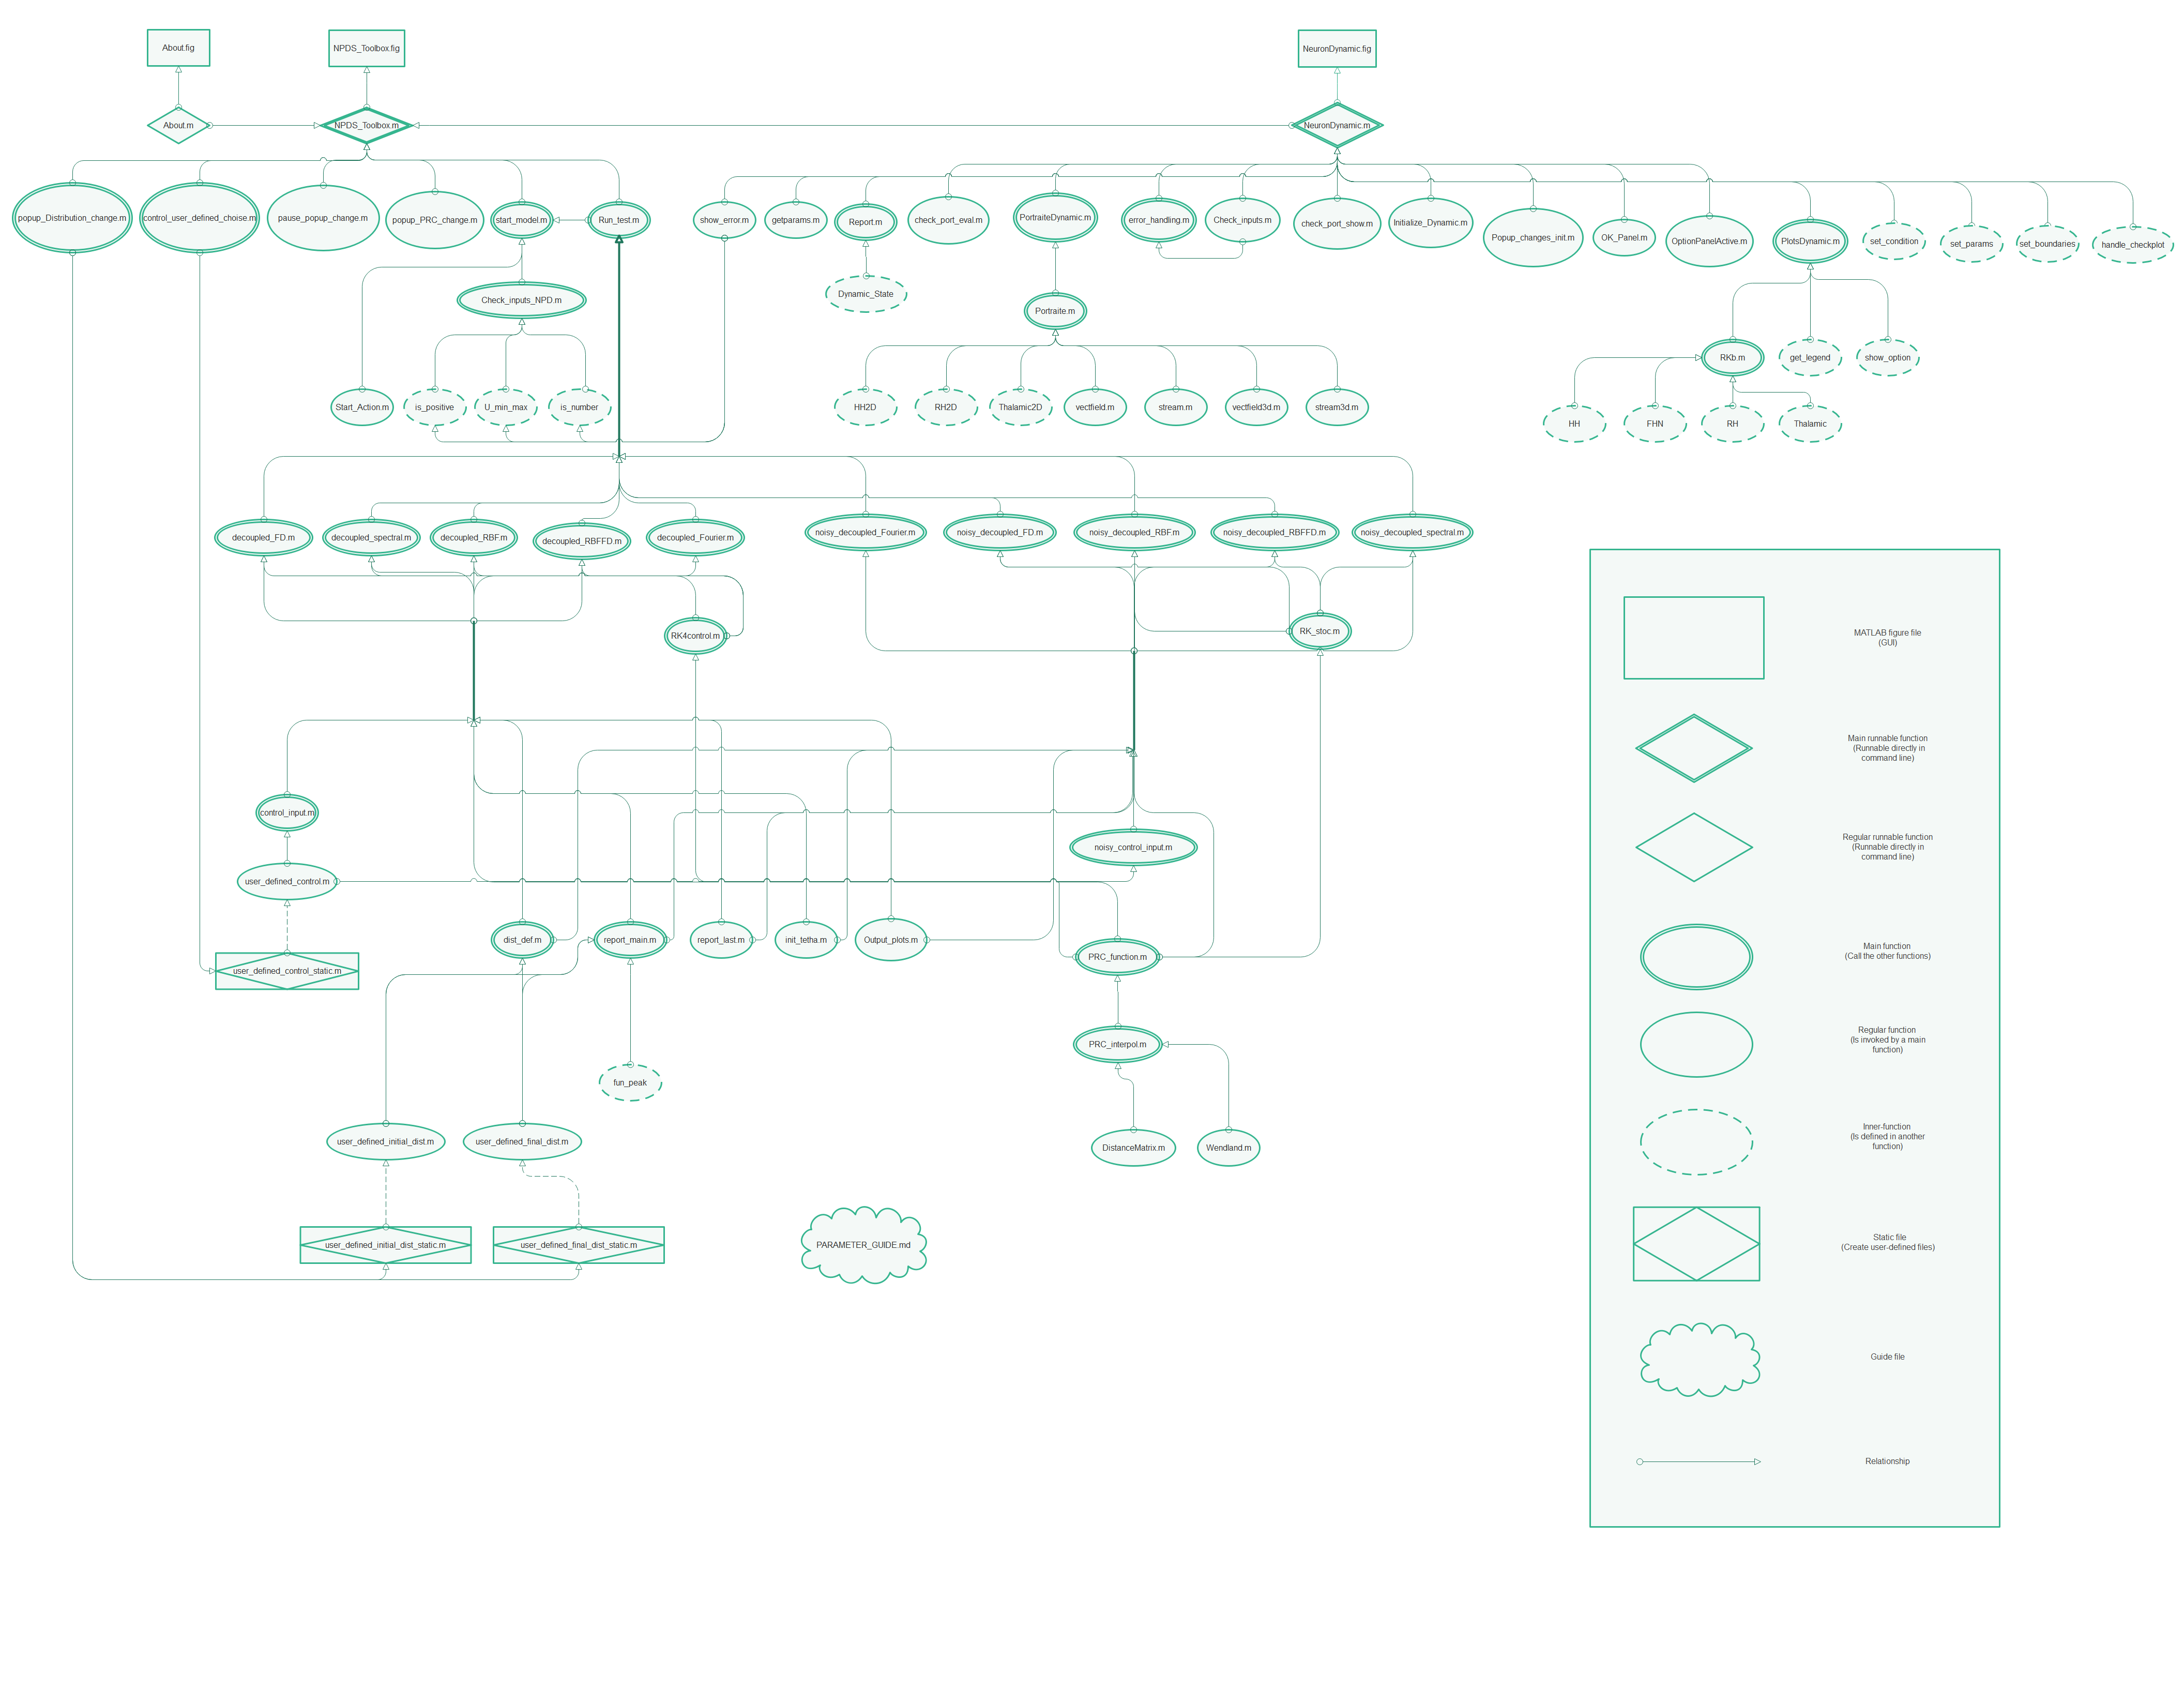 About.fig
NPDS_Toolbox.fig
NeuronDynamic.fig
About.m
NPDS_Toolbox.m
NeuronDynamic.m
popup_Distribution_change.m
control_user_defined_choise.m
pause_popup_change.m
popup_PRC_change.m
start_model.m
Run_test.m
show_error.m
getparams.m
Report.m
check_port_eval.m
PortraiteDynamic.m
error_handling.m
Check_inputs.m
check_port_show.m
Initialize_Dynamic.m
Popup_changes_init.m
OK_Panel.m
OptionPanelActive.m
PlotsDynamic.m
set_condition
set_params
set_boundaries
handle_checkplot
Check_inputs_NPD.m
Dynamic_State
Portraite.m
RKb.m
get_legend
show_option
Start_Action.m
is_positive
U_min_max
is_number
HH2D
RH2D
Thalamic2D
vectfield.m
stream.m
vectfield3d.m
stream3d.m
HH
FHN
RH
Thalamic
decoupled_FD.m
decoupled_spectral.m
decoupled_RBF.m
decoupled_RBFFD.m
decoupled_Fourier.m
noisy_decoupled_Fourier.m
noisy_decoupled_FD.m
noisy_decoupled_RBF.m
noisy_decoupled_RBFFD.m
noisy_decoupled_spectral.m
RK4control.m
RK_stoc.m
control_input.m
noisy_control_input.m
user_defined_control.m
dist_def.m
report_main.m
report_last.m
init_tetha.m
Output_plots.m
PRC_function.m
user_defined_control_static.m
PRC_interpol.m
fun_peak
user_defined_initial_dist.m
user_defined_final_dist.m
DistanceMatrix.m
Wendland.m
user_defined_initial_dist_static.m
user_defined_final_dist_static.m
PARAMETER_GUIDE.md
MATLAB figure file
(GUI)
Main runnable function
(Runnable directly in
command line)
Regular runnable function
(Runnable directly in
command line)
Main function
(Call the other functions)
Regular function
(Is invoked by a main
function)
Inner-function
(Is defined in another
function)
Static file
(Create user-defined files)
Guide file
Relationship